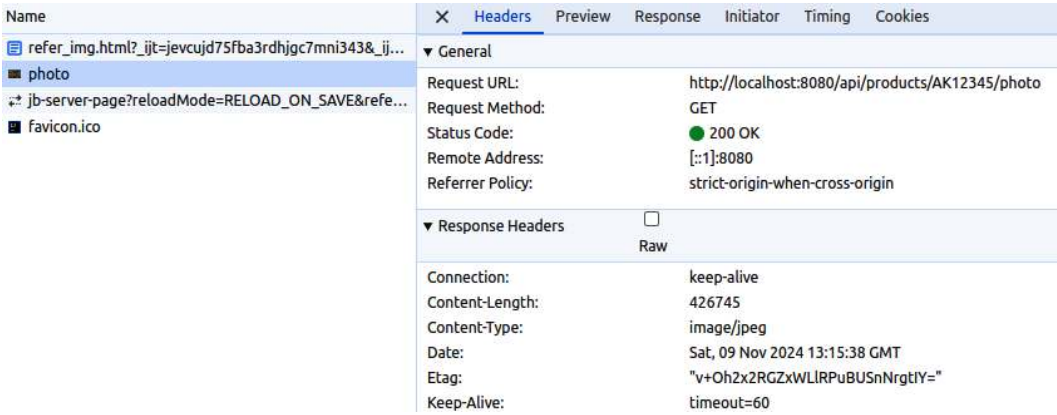 Name
refer_img.html?_ijt=jevcujd75fba3rdhjgc7mni343&_ij...
photo
jb-server-page?reloadMode=RELOAD_ON_SAVE&refe...
favicon.ico
Headers Preview Response Initiator Timing Cookies
General
Request URL: http://localhost:8080/api/products/AK12345/photo
Request Method: GET
Status Code: 200 OK
Remote Address: [::1]:8080
Referrer Policy: strict-origin-when-cross-origin
Response Headers
Raw
Connection: keep-alive
Content-Length: 426745
Content-Type: image/jpeg
Date: Sat, 09 Nov 2024 13:15:38 GMT
Etag: "v+Oh2x2RGZxWLlRPuBUSnNrgtIY="
Keep-Alive: timeout=60